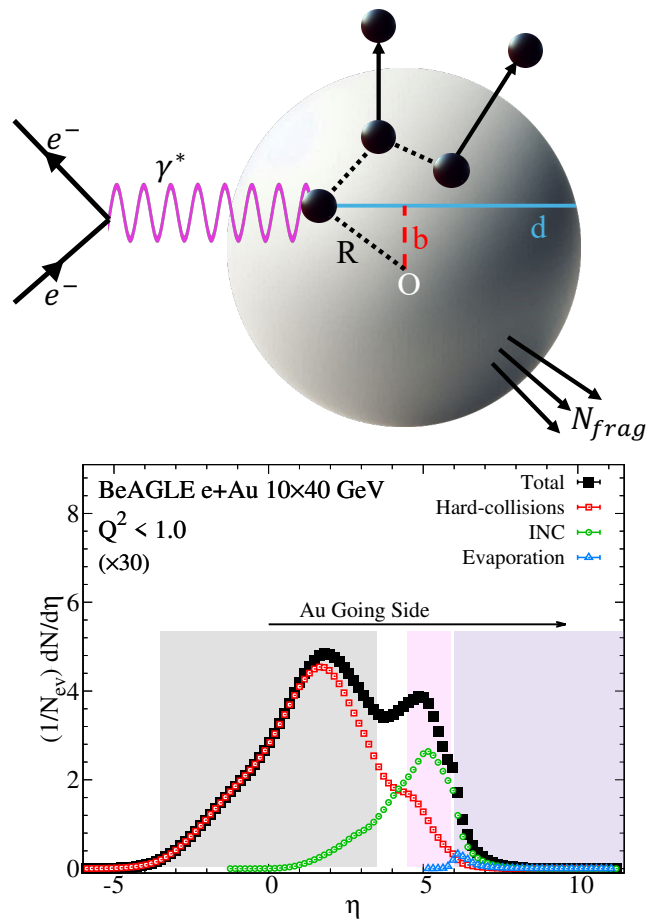 e⁻
γ*
R
b
d
O
e⁻
N_frag
BeAGLE e+Au 10×40 GeV
Q² < 1.0
(×30)
Total
Hard-collisions
INC
Evaporation
Au Going Side
(1/N_ev) dN/dη
8
6
4
2
0
-5 0 5 10
η